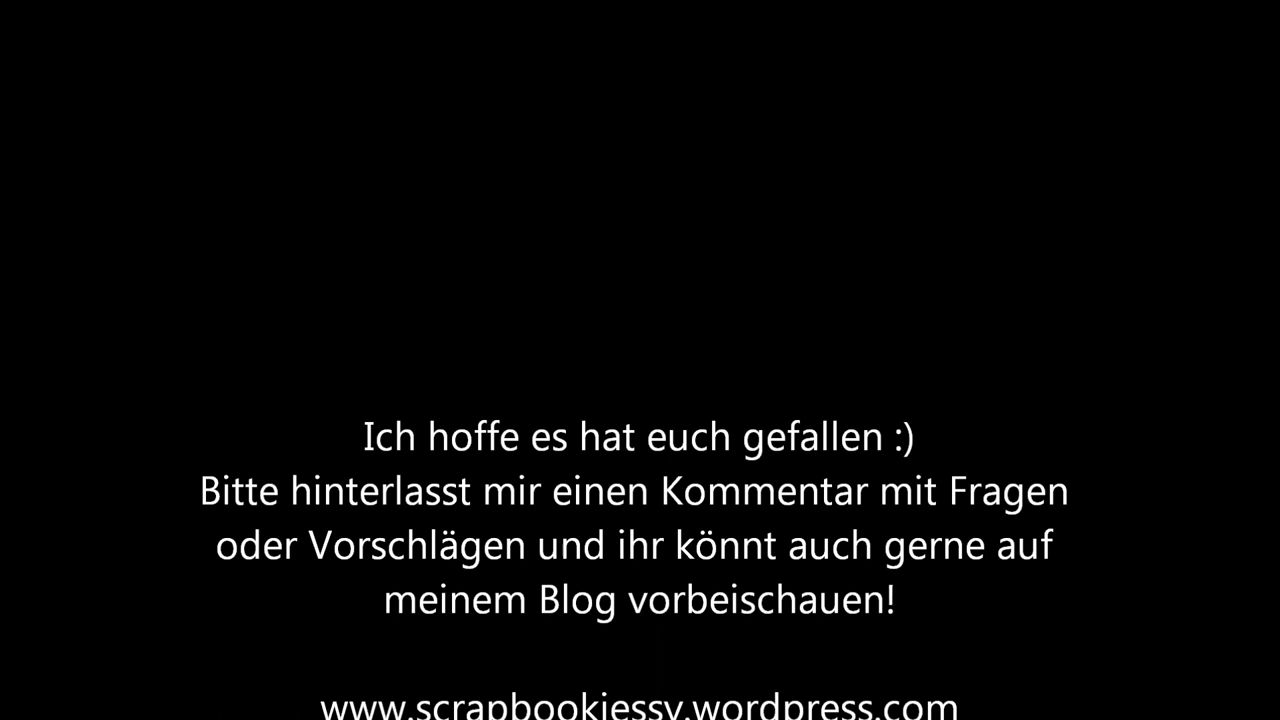 Ich hoffe es hat euch gefallen :)
Bitte hinterlasst mir einen Kommentar mit Fragen
oder Vorschlägen und ihr könnt auch gerne auf
meinem Blog vorbeischauen!
www.scrapbookjessy.wordpress.com